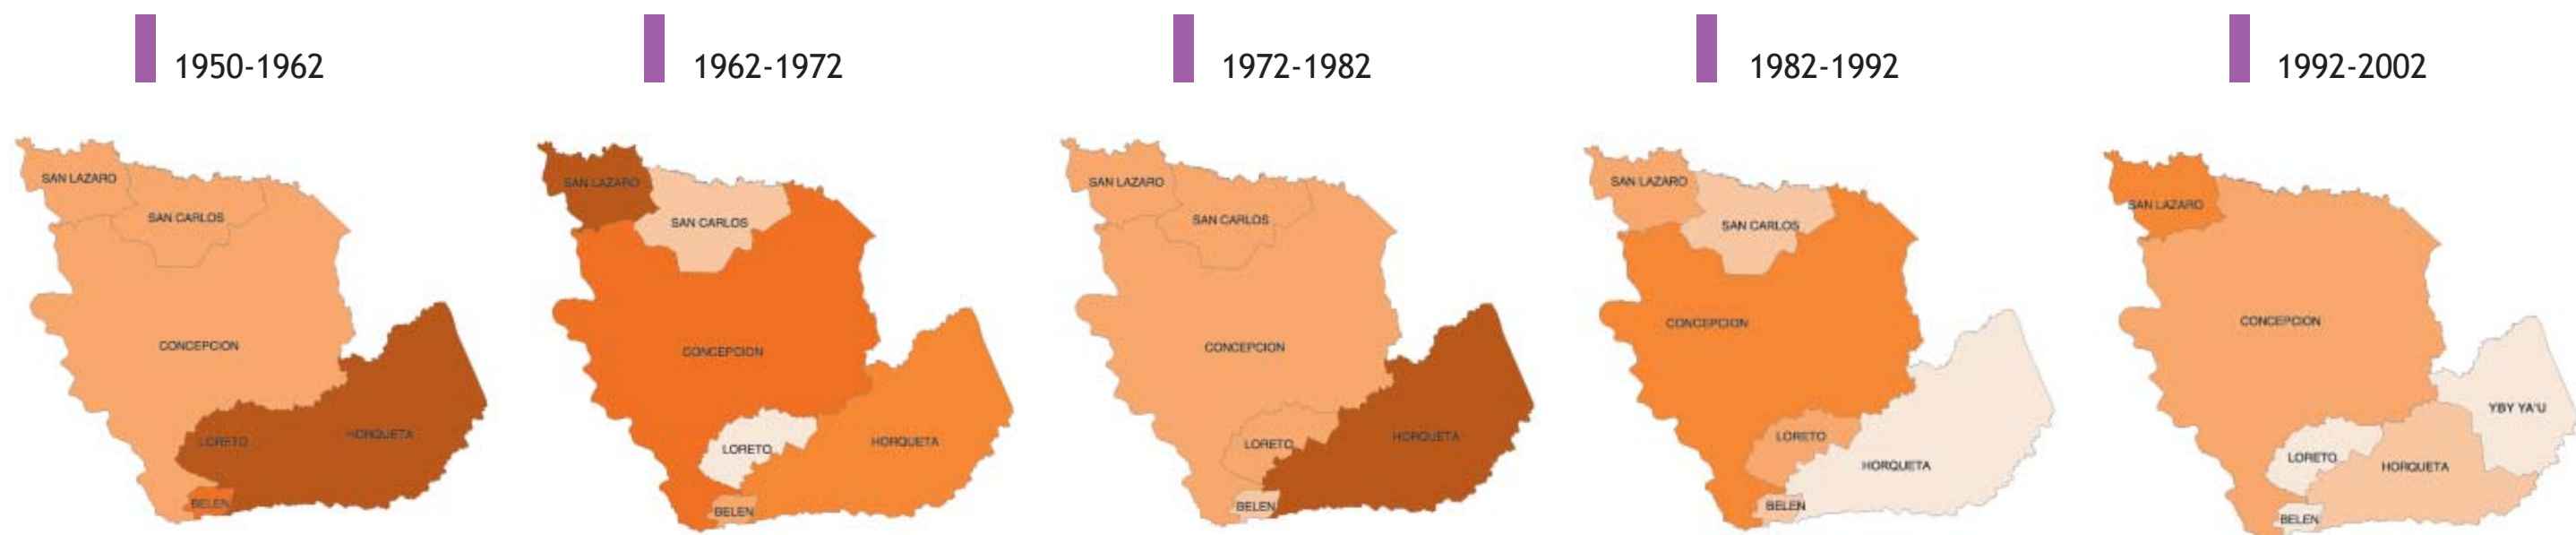 1950-1962
SAN LAZARO
SAN CARLOS
CONCEPCION
LORETO
HORQUETA
BELEN
1962-1972
SAN LAZARO
SAN CARLOS
CONCEPCION
LORETO
HORQUETA
BELEN
1972-1982
SAN LAZARO
SAN CARLOS
CONCEPCION
LORETO
HORQUETA
BELEN
1982-1992
SAN LAZARO
SAN CARLOS
CONCEPCION
LORETO
HORQUETA
BELEN
1992-2002
SAN LAZARO
CONCEPCION
YBY YA'U
LORETO
HORQUETA
BELEN